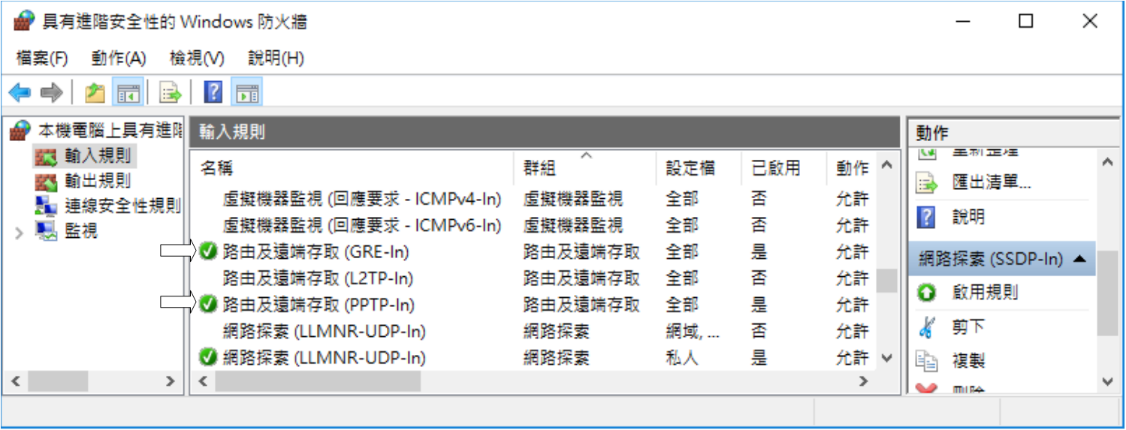 具有進階安全性的 Windows 防火牆
檔案(F) 動作(A) 檢視(V) 說明(H)
本機電腦上具有進階
輸入規則
輸出規則
連線安全性規則
監視
輸入規則
名稱 群組 設定檔 已啟用 動作
虛擬機器監視 (回應要求 - ICMPv4-In) 虛擬機器監視 全部 否 允許
虛擬機器監視 (回應要求 - ICMPv6-In) 虛擬機器監視 全部 否 允許
路由及遠端存取 (GRE-In) 路由及遠端存取 全部 是 允許
路由及遠端存取 (L2TP-In) 路由及遠端存取 全部 否 允許
路由及遠端存取 (PPTP-In) 路由及遠端存取 全部 是 允許
網路探索 (LLMNR-UDP-In) 網路探索 網域, ... 否 允許
網路探索 (LLMNR-UDP-In) 網路探索 私人 是 允許
動作
重新整理
匯出清單...
說明
網路探索 (SSDP-In)
啟用規則
剪下
複製
刪除